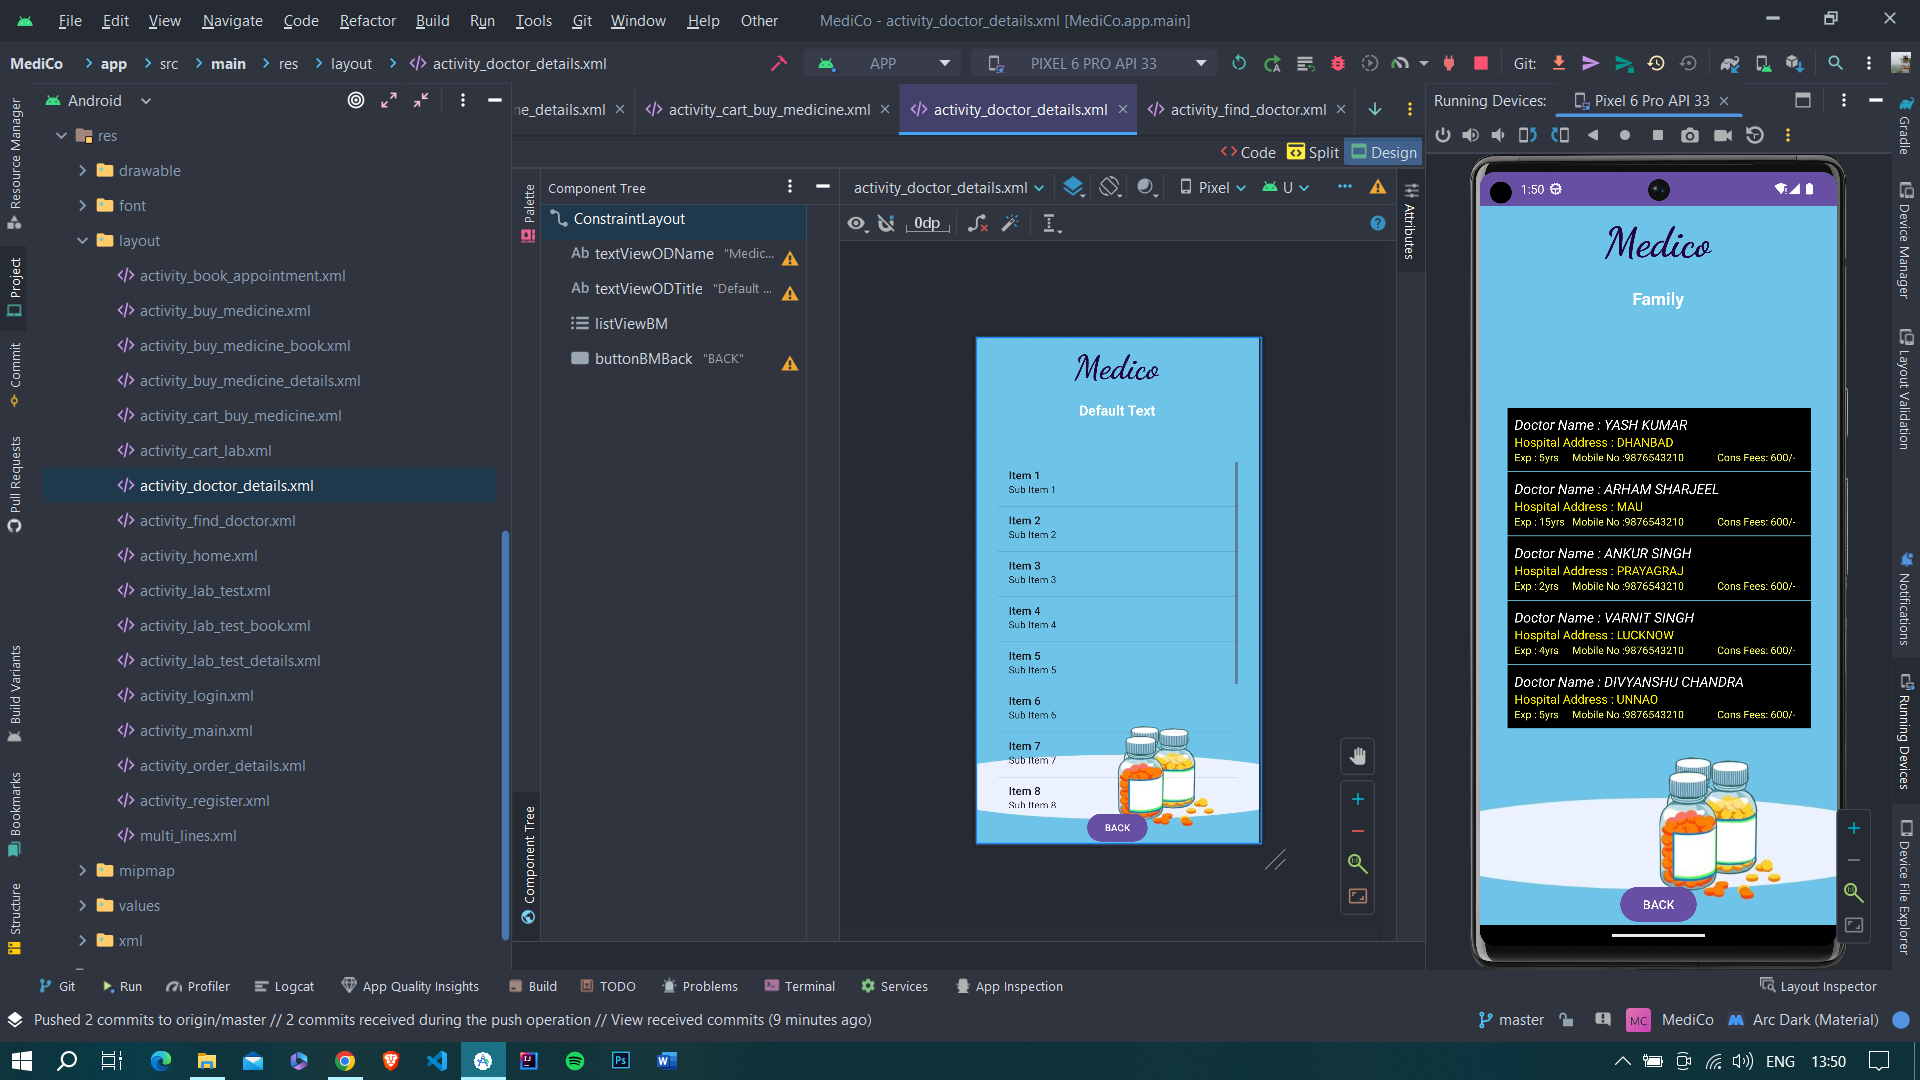 File Edit View Navigate Code Refactor Build Run Tools Git Window Help Other MediCo - activity_doctor_details.xml [MediCo.app.main]
MediCo app src main res layout activity_doctor_details.xml APP PIXEL 6 PRO API 33 Git:
Android
me_details.xml activity_cart_buy_medicine.xml activity_doctor_details.xml activity_find_doctor.xml
Running Devices: Pixel 6 Pro API 33
Code Split Design
Resource Manager
Project
Commit
Pull Requests
Build Variants
Bookmarks
Structure
res
drawable
font
layout
activity_book_appointment.xml
activity_buy_medicine.xml
activity_buy_medicine_book.xml
activity_buy_medicine_details.xml
activity_cart_buy_medicine.xml
activity_cart_lab.xml
activity_doctor_details.xml
activity_find_doctor.xml
activity_home.xml
activity_lab_test.xml
activity_lab_test_book.xml
activity_lab_test_details.xml
activity_login.xml
activity_main.xml
activity_order_details.xml
activity_register.xml
multi_lines.xml
mipmap
values
xml
Palette
Component Tree
Component Tree
ConstraintLayout
Ab textViewODName "Medic...
Ab textViewODTitle "Default ...
listViewBM
buttonBMBack "BACK"
activity_doctor_details.xml Pixel U
0dp
Attributes
Medico
Default Text
Item 1
Sub Item 1
Item 2
Sub Item 2
Item 3
Sub Item 3
Item 4
Sub Item 4
Item 5
Sub Item 5
Item 6
Sub Item 6
Item 7
Sub Item 7
Item 8
Sub Item 8
BACK
1:50
Medico
Family
Doctor Name : YASH KUMAR
Hospital Address : DHANBAD
Exp : 5yrs Mobile No :9876543210 Cons Fees: 600/-
Doctor Name : ARHAM SHARJEEL
Hospital Address : MAU
Exp : 15yrs Mobile No :9876543210 Cons Fees: 600/-
Doctor Name : ANKUR SINGH
Hospital Address : PRAYAGRAJ
Exp : 2yrs Mobile No :9876543210 Cons Fees: 600/-
Doctor Name : VARNIT SINGH
Hospital Address : LUCKNOW
Exp : 4yrs Mobile No :9876543210 Cons Fees: 600/-
Doctor Name : DIVYANSHU CHANDRA
Hospital Address : UNNAO
Exp : 5yrs Mobile No :9876543210 Cons Fees: 600/-
BACK
Gradle
Device Manager
Layout Validation
Notifications
Running Devices
Device File Explorer
Git Run Profiler Logcat App Quality Insights Build TODO Problems Terminal Services App Inspection Layout Inspector
Pushed 2 commits to origin/master // 2 commits received during the push operation // View received commits (9 minutes ago)
master MC MediCo Arc Dark (Material)
ENG 13:50